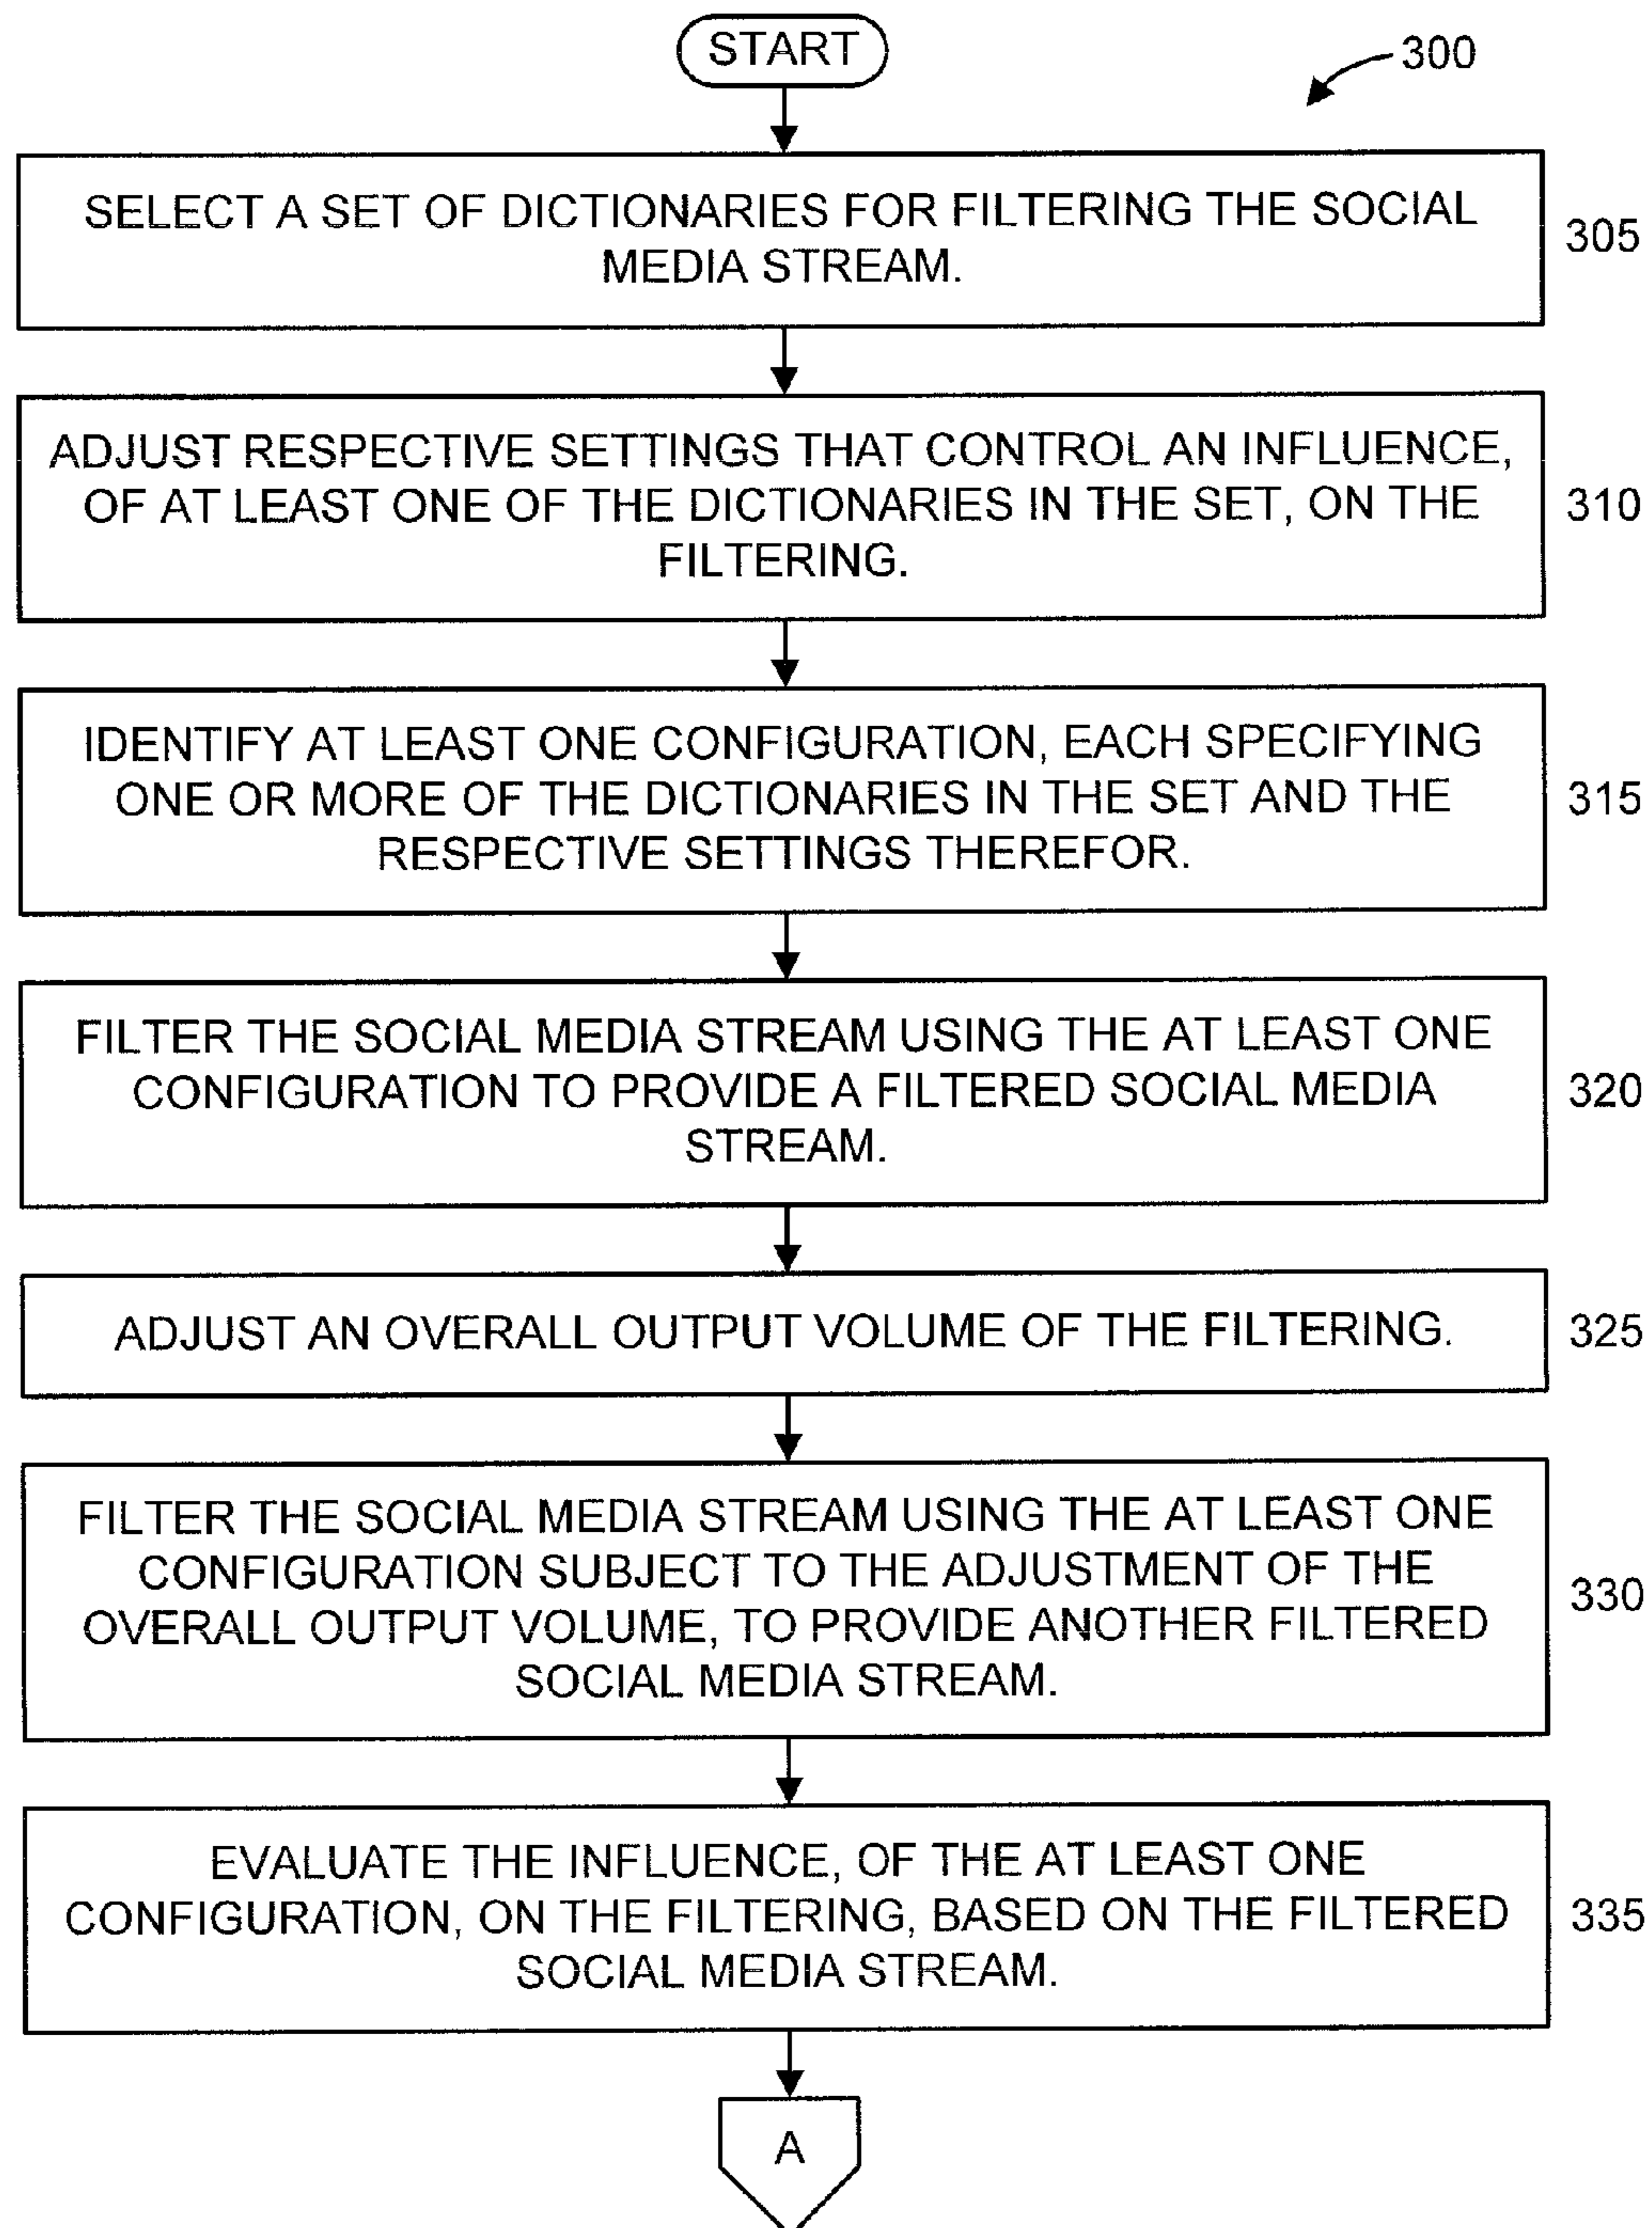 START
300
SELECT A SET OF DICTIONARIES FOR FILTERING THE SOCIAL
MEDIA STREAM.
305
ADJUST RESPECTIVE SETTINGS THAT CONTROL AN INFLUENCE,
OF AT LEAST ONE OF THE DICTIONARIES IN THE SET, ON THE
FILTERING.
310
IDENTIFY AT LEAST ONE CONFIGURATION, EACH SPECIFYING
ONE OR MORE OF THE DICTIONARIES IN THE SET AND THE
RESPECTIVE SETTINGS THEREFOR.
315
FILTER THE SOCIAL MEDIA STREAM USING THE AT LEAST ONE
CONFIGURATION TO PROVIDE A FILTERED SOCIAL MEDIA
STREAM.
320
ADJUST AN OVERALL OUTPUT VOLUME OF THE FILTERING.
325
FILTER THE SOCIAL MEDIA STREAM USING THE AT LEAST ONE
CONFIGURATION SUBJECT TO THE ADJUSTMENT OF THE
OVERALL OUTPUT VOLUME, TO PROVIDE ANOTHER FILTERED
SOCIAL MEDIA STREAM.
330
EVALUATE THE INFLUENCE, OF THE AT LEAST ONE
CONFIGURATION, ON THE FILTERING, BASED ON THE FILTERED
SOCIAL MEDIA STREAM.
335
A